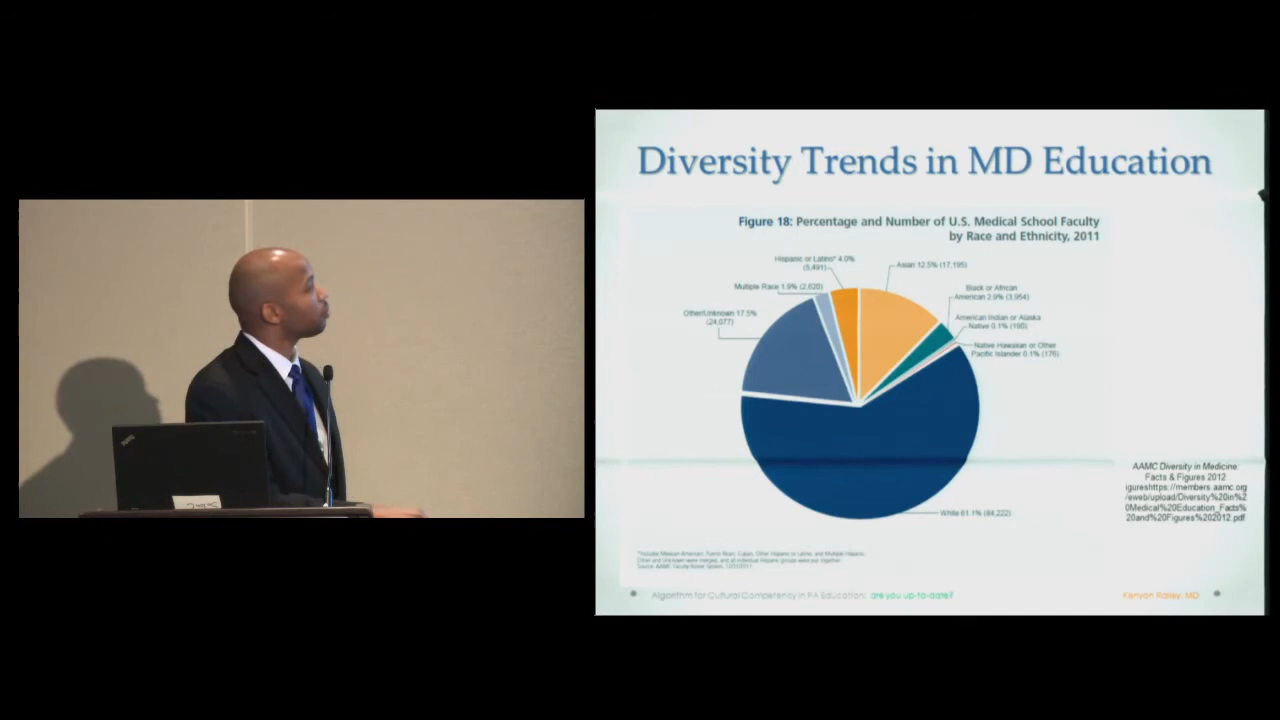 Diversity Trends in MD Education
Figure 18: Percentage and Number of U.S. Medical School Faculty
by Race and Ethnicity, 2011
Hispanic or Latino* 4.0%
(5,491)
Asian 12.5% (17,195)
Multiple Race 1.9% (2,620)
Black or African
American 2.9% (3,954)
Other/Unknown 17.5%
(24,077)
American Indian or Alaska
Native 0.1%
Native Hawaiian or Other
Pacific Islander 0.1% (176)
White 61.1% (84,222)
AAMC Diversity in Medicine:
Facts & Figures 2012
igureshttps://members.aamc.org
/eweb/upload/Diversity%20in%2
0Medical%20Education_Facts%
20and%20Figures%202012.pdf
*Includes Mexican American, Puerto Rican, Cuban, Other Hispanic or Latino, and Multiple Hispanic.
Source: AAMC Faculty Roster System,
Algorithm for Cultural Competency in PA Education: are you up-to-date?
Kenyon Railey, MD